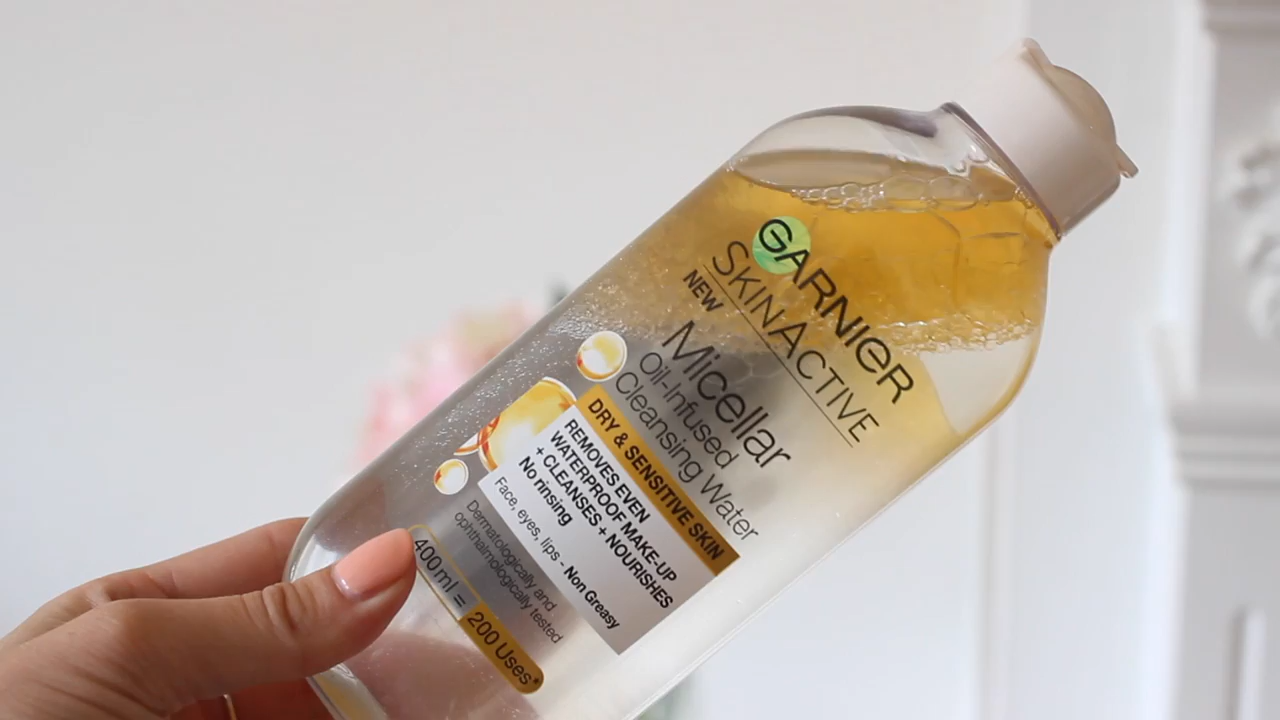 GARNIER
SKINACTIVE
NEW
Micellar
Oil-Infused
Cleansing Water
DRY & SENSITIVE SKIN
REMOVES EVEN
WATERPROOF MAKE-UP
+ CLEANSES + NOURISHES
No rinsing
Face, eyes, lips - Non Greasy
Dermatologically and
ophthalmologically tested
400ml = 200 Uses*